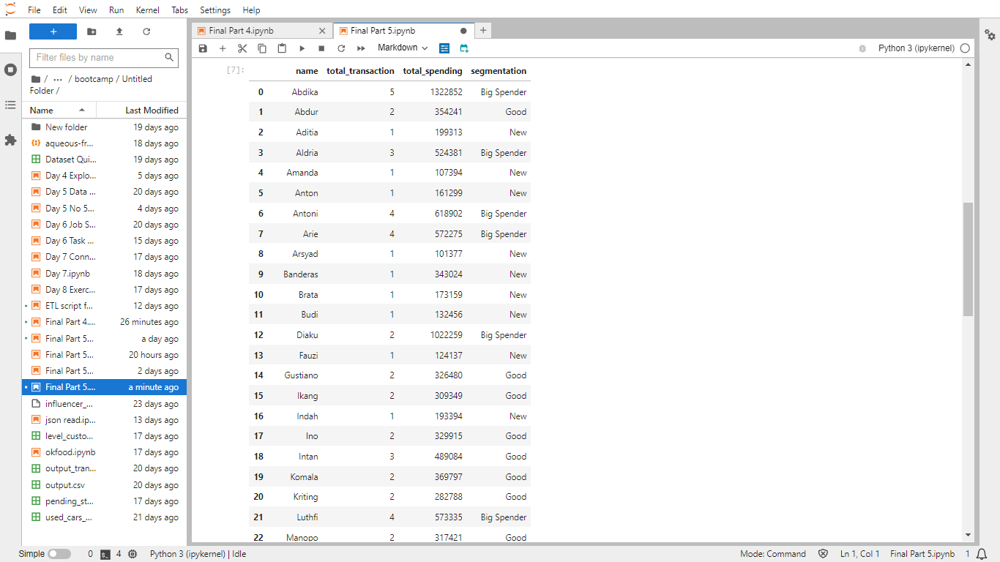 File Edit View Run Kernel Tabs Settings Help
Filter files by name
/ ... / bootcamp / Untitled
Folder /
Name Last Modified
New folder 19 days ago
aqueous-fr... 18 days ago
Dataset Qui... 19 days ago
Day 4 Explo... 5 days ago
Day 5 Data ... 20 days ago
Day 5 No 5... 4 days ago
Day 6 Job S... 20 days ago
Day 6 Task ... 15 days ago
Day 7 Conn... 17 days ago
Day 7.ipynb 18 days ago
Day 8 Exerc... 17 days ago
ETL script f... 12 days ago
Final Part 4.... 26 minutes ago
Final Part 5... a day ago
Final Part 5... 20 hours ago
Final Part 5... 2 days ago
Final Part 5.... a minute ago
influencer_... 23 days ago
json read.ip... 13 days ago
level_custo... 17 days ago
okfood.ipynb 17 days ago
output_tran... 20 days ago
output.csv 20 days ago
pending_st... 17 days ago
used_cars_... 21 days ago
Final Part 4.ipynb Final Part 5.ipynb
Markdown Python 3 (ipykernel)
[7]: name total_transaction total_spending segmentation
0 Abdika 5 1322852 Big Spender
1 Abdur 2 354241 Good
2 Aditia 1 199313 New
3 Aldria 3 524381 Big Spender
4 Amanda 1 107394 New
5 Anton 1 161299 New
6 Antoni 4 618902 Big Spender
7 Arie 4 572275 Big Spender
8 Arsyad 1 101377 New
9 Banderas 1 343024 New
10 Brata 1 173159 New
11 Budi 1 132456 New
12 Diaku 2 1022259 Big Spender
13 Fauzi 1 124137 New
14 Gustiano 2 326480 Good
15 Ikang 2 309349 Good
16 Indah 1 193394 New
17 Ino 2 329915 Good
18 Intan 3 489084 Good
19 Komala 2 369797 Good
20 Kriting 2 282788 Good
21 Luthfi 4 573335 Big Spender
22 Manopo 2 317421 Good
Simple 0 4 Python 3 (ipykernel) | Idle Mode: Command Ln 1, Col 1 Final Part 5.ipynb 1